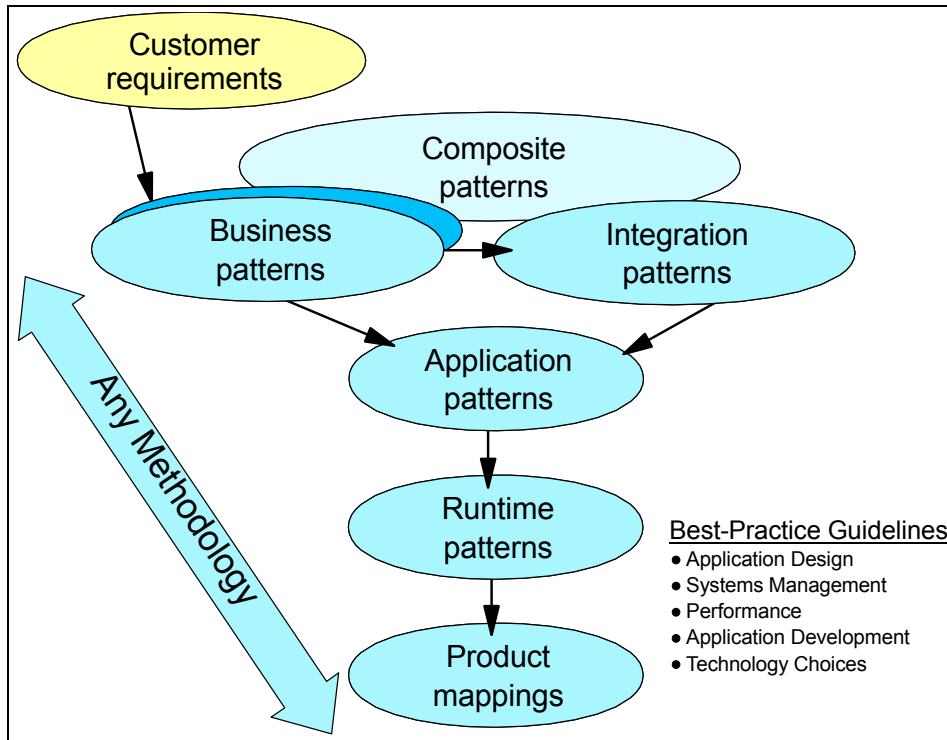 Customer
requirements
Composite
patterns
Business
patterns
Integration
patterns
Application
patterns
Any Methodology
Runtime
patterns
Best-Practice Guidelines
● Application Design
● Systems Management
● Performance
● Application Development
● Technology Choices
Product
mappings